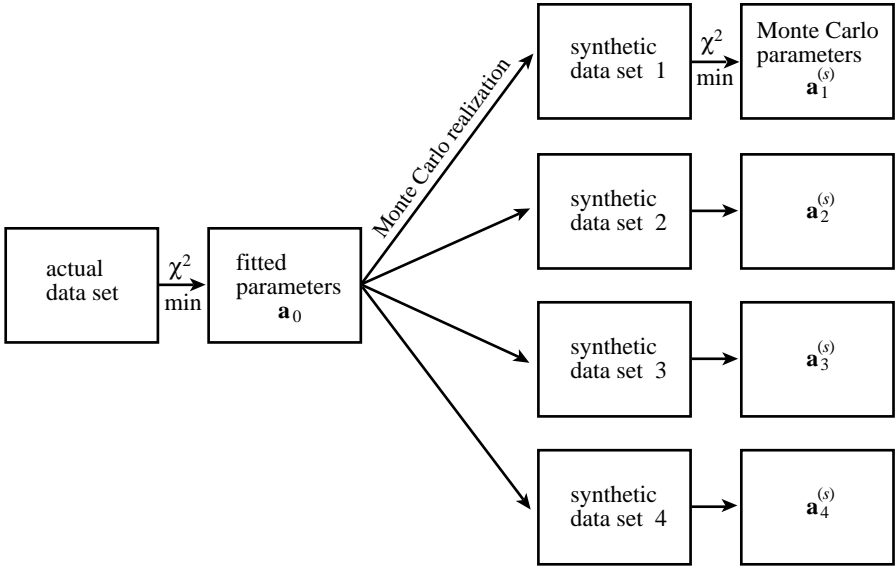 actual
data set
χ²
min
fitted
parameters
a₀
Monte Carlo realization
synthetic
data set 1
χ²
min
Monte Carlo
parameters
a₁⁽ˢ⁾
synthetic
data set 2
a₂⁽ˢ⁾
synthetic
data set 3
a₃⁽ˢ⁾
synthetic
data set 4
a₄⁽ˢ⁾